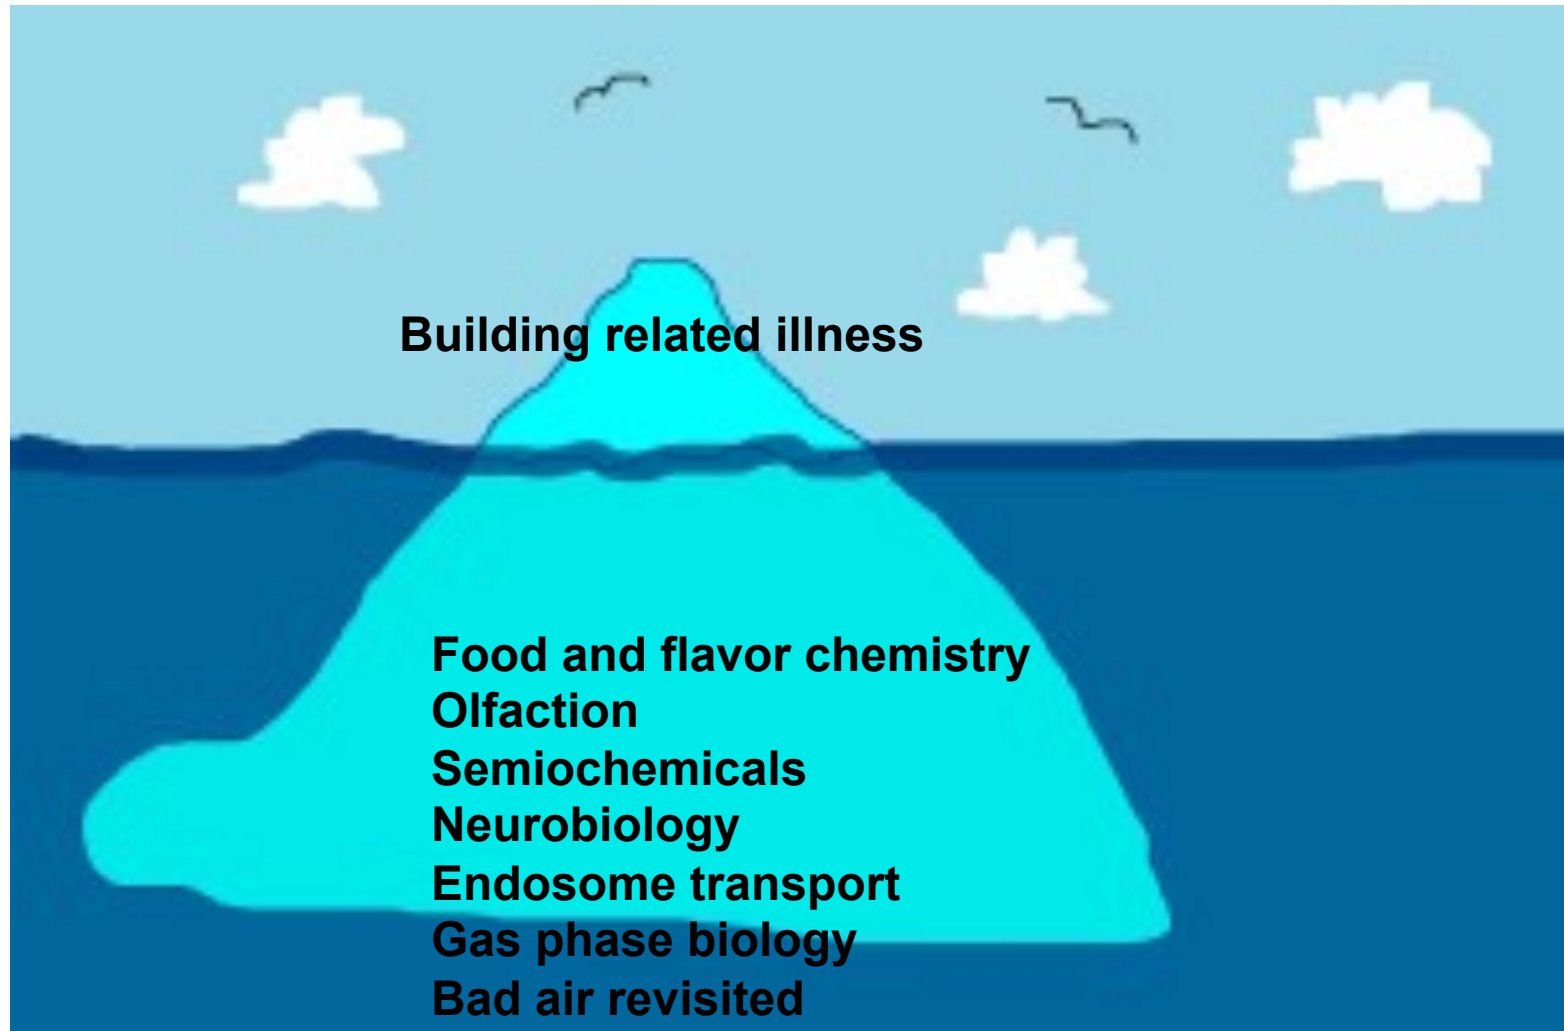 Building related illness
Food and flavor chemistry
Olfaction
Semiochemicals
Neurobiology
Endosome transport
Gas phase biology
Bad air revisited